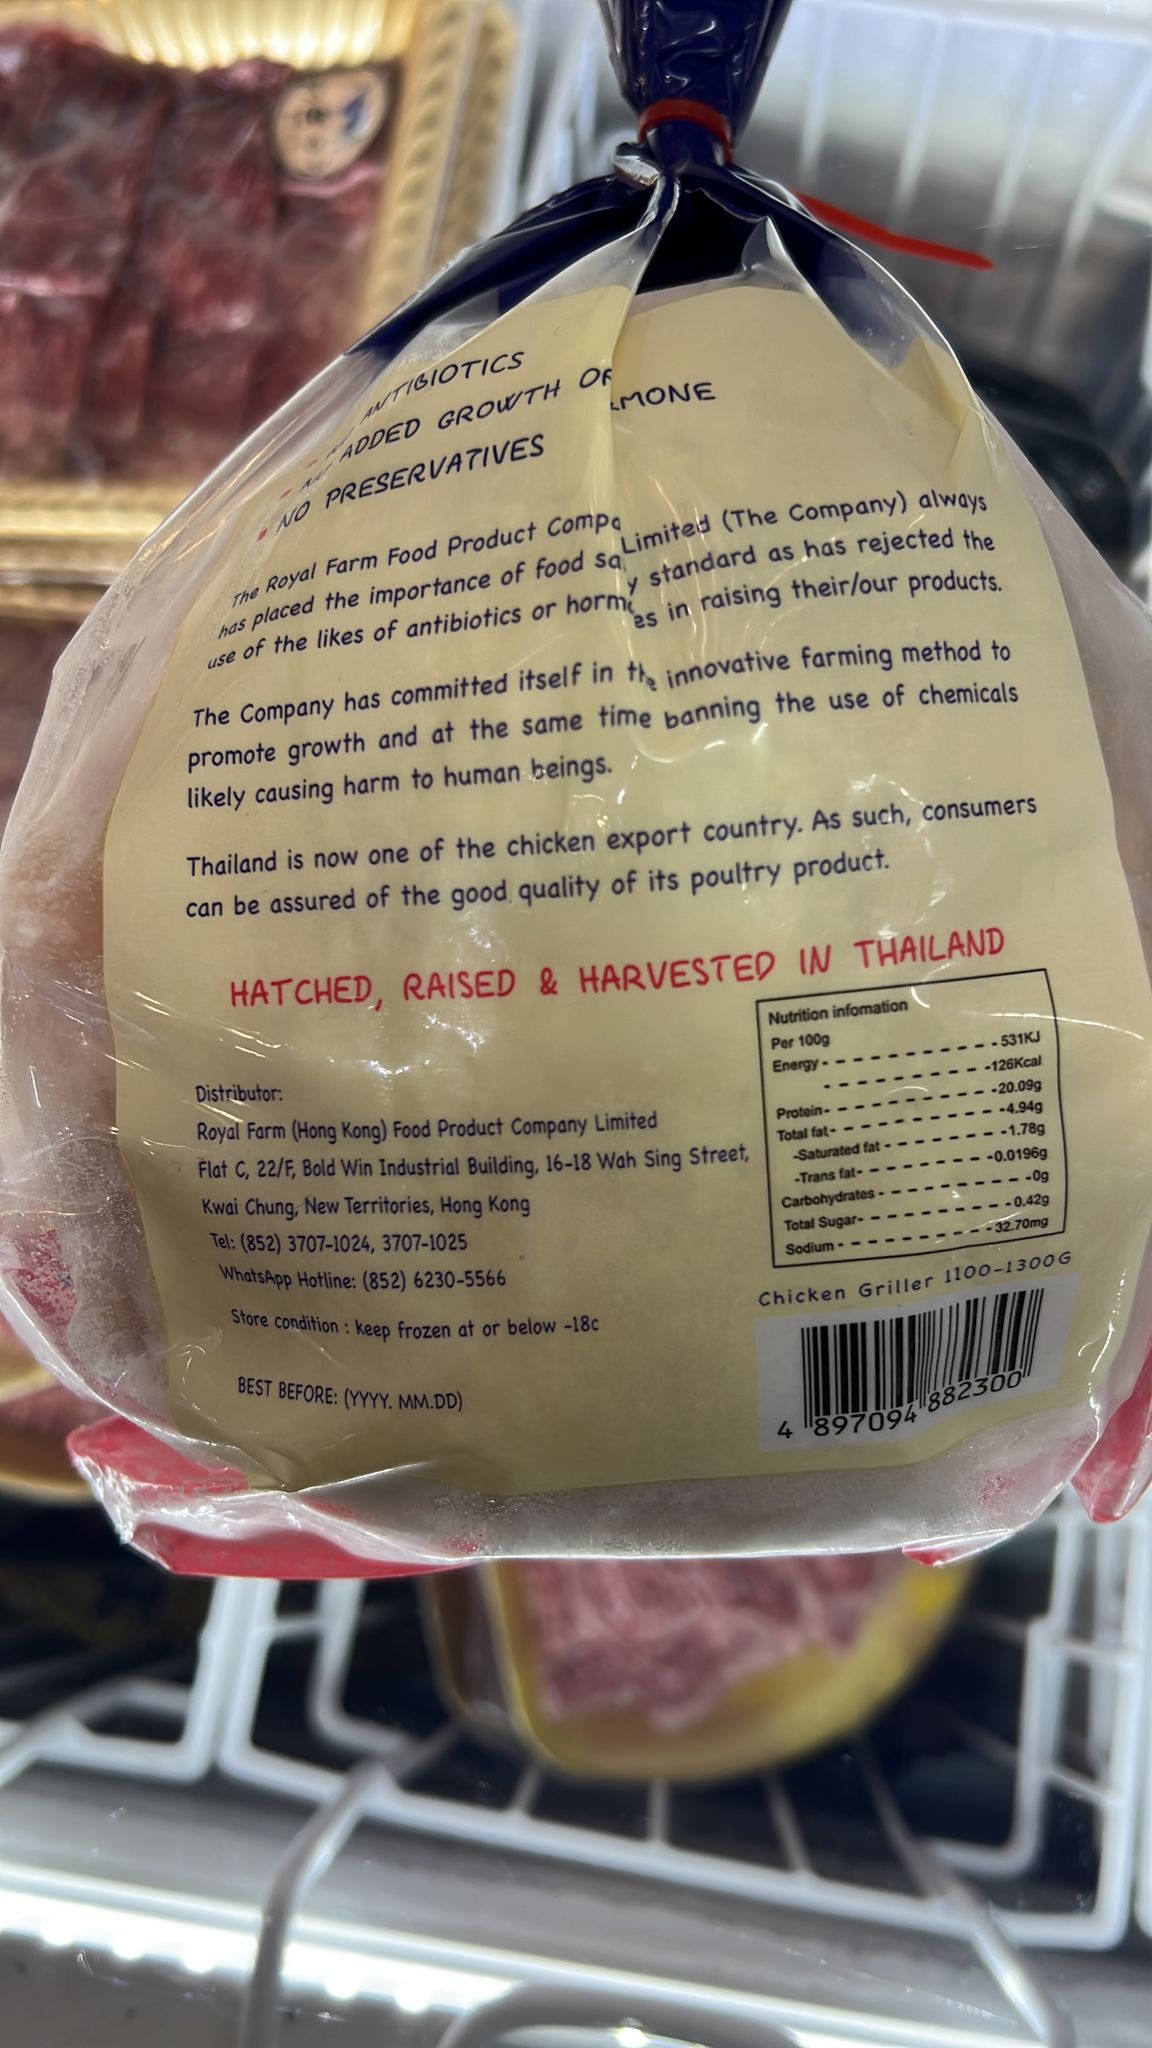 ANTIBIOTICS
ADDED GROWTH OR MONE
NO PRESERVATIVES
The Royal Farm Food Product Compa Limited (The Company) always
has placed the importance of food sa y standard as has rejected the
use of the likes of antibiotics or horm es in raising their/our products.
The Company has committed itself in the innovative farming method to
promote growth and at the same time banning the use of chemicals
likely causing harm to human beings.
Thailand is now one of the chicken export country. As such, consumers
can be assured of the good quality of its poultry product.
HATCHED, RAISED & HARVESTED IN THAILAND
Distributor:
Royal Farm (Hong Kong) Food Product Company Limited
Flat C, 22/F, Bold Win Industrial Building, 16-18 Wah Sing Street,
Kwai Chung, New Territories, Hong Kong
Tel: (852) 3707-1024, 3707-1025
WhatsApp Hotline: (852) 6230-5566
Store condition : keep frozen at or below -18c
BEST BEFORE: (YYYY. MM.DD)
Nutrition infomation
Per 100g
Energy - - - - - - - - - - - 531KJ
- - - - - - - - - - -126Kcal
Protein- - - - - - - - - - - -20.09g
Total fat- - - - - - - - - - - -4.94g
-Saturated fat - - - - - - - -1.78g
-Trans fat- - - - - - - - -0.0196g
Carbohydrates - - - - - - - - -0g
Total Sugar- - - - - - - - - - 0.42g
Sodium - - - - - - - - - - 32.70mg
Chicken Griller 1100-1300G
4 897094 882300